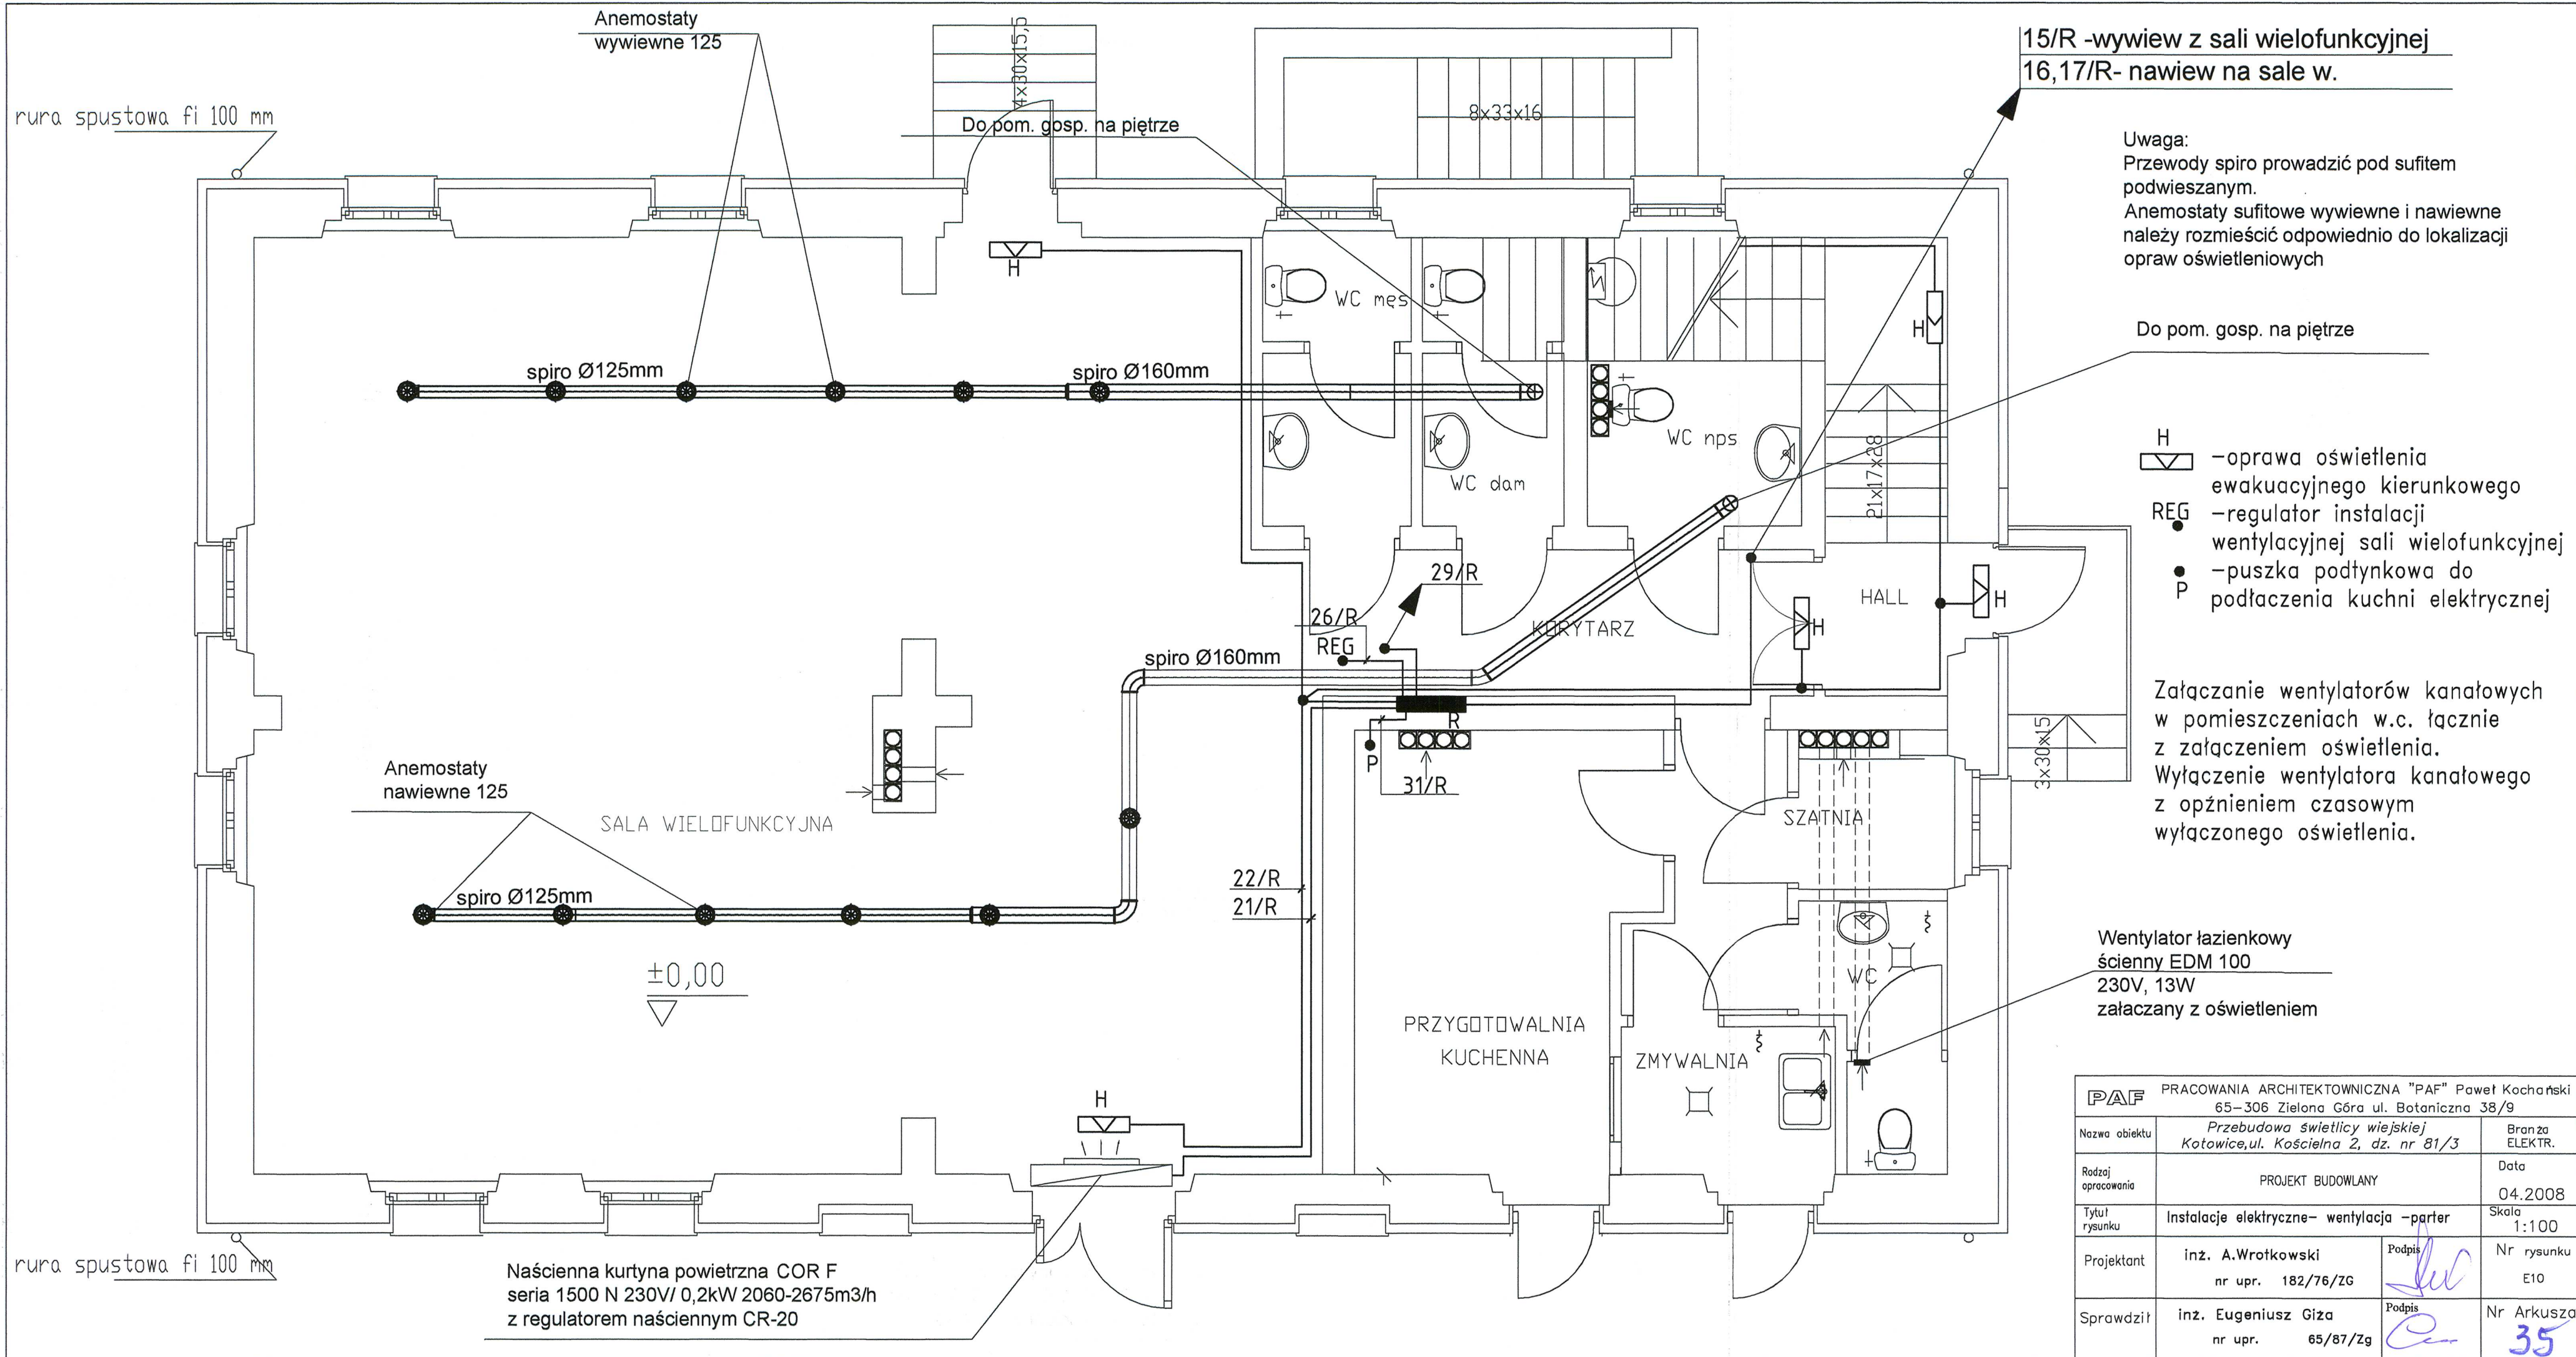 Anemostaty
wywiewne 125
4x30x15,5
8x33x16
15/R -wywiew z sali wielofunkcyjnej
16,17/R- nawiew na sale w.
rura spustowa fi 100 mm
Do pom. gosp. na piętrze
Uwaga:
Przewody spiro prowadzić pod sufitem
podwieszanym.
Anemostaty sufitowe wywiewne i nawiewne
należy rozmieścić odpowiednio do lokalizacji
opraw oświetleniowych
H
WC męs
H
Do pom. gosp. na piętrze
spiro Ø125mm
spiro Ø160mm
WC nps
WC dam
21x17x28
H
-oprawa oświetlenia
ewakuacyjnego kierunkowego
REG
-regulator instalacji
wentylacyjnej sali wielofunkcyjnej
P
-puszka podtynkowa do
podłaczenia kuchni elektrycznej
29/R
26/R
REG
KORYTARZ
HALL
H
H
spiro Ø160mm
R
P
31/R
3x30x15
Załączanie wentylatorów kanałowych
w pomieszczeniach w.c. łącznie
z załączeniem oświetlenia.
Wyłączenie wentylatora kanałowego
z opźnieniem czasowym
wyłączonego oświetlenia.
Anemostaty
nawiewne 125
SALA WIELOFUNKCYJNA
SZATNIA
22/R
21/R
spiro Ø125mm
±0,00
WC
Wentylator łazienkowy
ścienny EDM 100
230V, 13W
załaczany z oświetleniem
PRZYGOTOWALNIA
KUCHENNA
ZMYWALNIA
H
rura spustowa fi 100 mm
Naścienna kurtyna powietrzna COR F
seria 1500 N 230V/ 0,2kW 2060-2675m3/h
z regulatorem naściennym CR-20
PAF
PRACOWANIA ARCHITEKTOWNICZNA "PAF" Paweł Kochański
65-306 Zielona Góra ul. Botaniczna 38/9
Nazwa obiektu
Przebudowa świetlicy wiejskiej
Kotowice,ul. Kościelna 2, dz. nr 81/3
Branża
ELEKTR.
Rodzaj
opracowania
PROJEKT BUDOWLANY
Data
04.2008
Tytuł
rysunku
Instalacje elektryczne- wentylacja -parter
Skala
1:100
Projektant
inż. A.Wrotkowski
nr upr. 182/76/ZG
Podpis
Nr rysunku
E10
Sprawdził
inż. Eugeniusz Giża
nr upr. 65/87/Zg
Podpis
Nr Arkusza
35